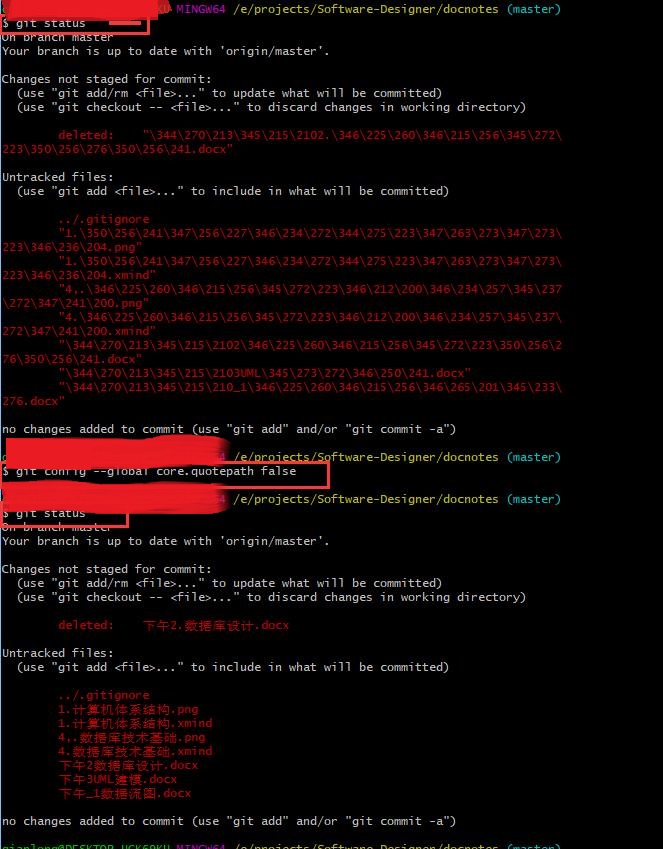 KU MINGW64 /e/projects/Software-Designer/docnotes (master)
$ git status
On branch master
Your branch is up to date with 'origin/master'.
Changes not staged for commit:
(use "git add/rm <file>..." to update what will be committed)
(use "git checkout -- <file>..." to discard changes in working directory)
deleted:    "\344\270\213\345\215\2102.\346\225\260\346\215\256\345\272\
223\350\256\276\350\256\241.docx"
Untracked files:
(use "git add <file>..." to include in what will be committed)
../.gitignore
"1.\350\256\241\347\256\227\346\234\272\344\275\223\347\263\273\347\273\
223\346\236\204.png"
"1.\350\256\241\347\256\227\346\234\272\344\275\223\347\263\273\347\273\
223\346\236\204.xmind"
"4,.\346\225\260\346\215\256\345\272\223\346\212\200\346\234\257\345\237
\272\347\241\200.png"
"4.\346\225\260\346\215\256\345\272\223\346\212\200\346\234\257\345\237\
272\347\241\200.xmind"
"\344\270\213\345\215\2102\346\225\260\346\215\256\345\272\223\350\256\2
76\350\256\241.docx"
"\344\270\213\345\215\2103UML\345\273\272\346\250\241.docx"
"\344\270\213\345\215\210_1\346\225\260\346\215\256\346\265\201\345\233\
276.docx"
no changes added to commit (use "git add" and/or "git commit -a")
64 /e/projects/Software-Designer/docnotes (master)
$ git config --global core.quotepath false
/e/projects/Software-Designer/docnotes (master)
$ git status
On branch master
Your branch is up to date with 'origin/master'.
Changes not staged for commit:
(use "git add/rm <file>..." to update what will be committed)
(use "git checkout -- <file>..." to discard changes in working directory)
deleted:    下午2.数据库设计.docx
Untracked files:
(use "git add <file>..." to include in what will be committed)
../.gitignore
1.计算机体系结构.png
1.计算机体系结构.xmind
4,.数据库技术基础.png
4.数据库技术基础.xmind
下午2数据库设计.docx
下午3UML建模.docx
下午_1数据流图.docx
no changes added to commit (use "git add" and/or "git commit -a")
MINGW64 /e/projects/Software-Designer/docnotes (master)